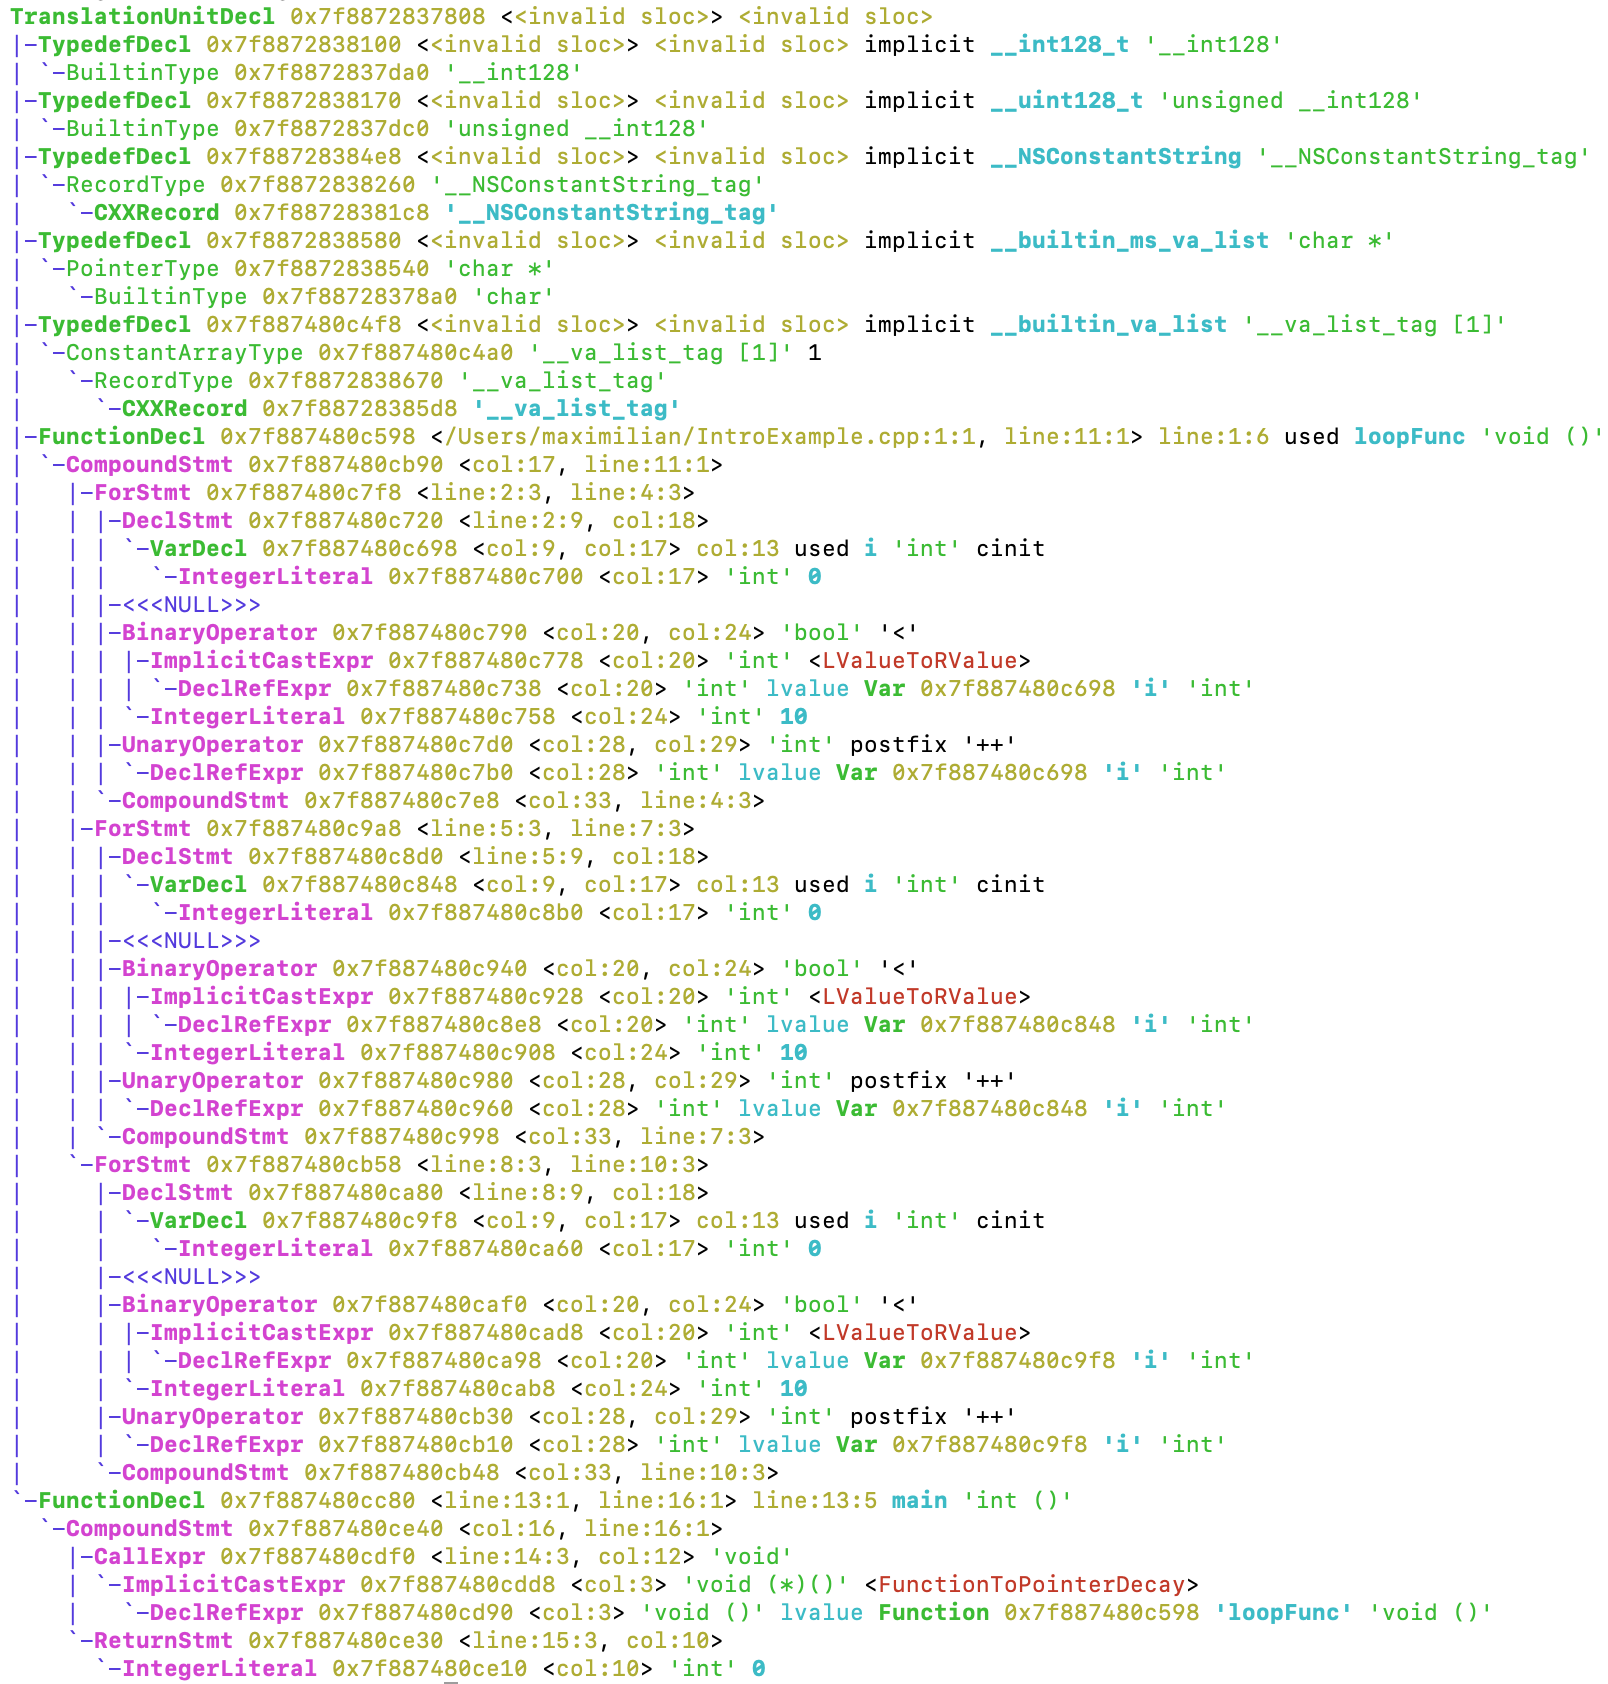 TranslationUnitDecl 0x7f8872837808 <<invalid sloc>> <invalid sloc>
|-TypedefDecl 0x7f8872838100 <<invalid sloc>> <invalid sloc> implicit __int128_t '__int128'
| `-BuiltinType 0x7f8872837da0 '__int128'
|-TypedefDecl 0x7f8872838170 <<invalid sloc>> <invalid sloc> implicit __uint128_t 'unsigned __int128'
| `-BuiltinType 0x7f8872837dc0 'unsigned __int128'
|-TypedefDecl 0x7f88728384e8 <<invalid sloc>> <invalid sloc> implicit __NSConstantString '__NSConstantString_tag'
| `-RecordType 0x7f8872838260 '__NSConstantString_tag'
|   `-CXXRecord 0x7f88728381c8 '__NSConstantString_tag'
|-TypedefDecl 0x7f8872838580 <<invalid sloc>> <invalid sloc> implicit __builtin_ms_va_list 'char *'
| `-PointerType 0x7f8872838540 'char *'
|   `-BuiltinType 0x7f88728378a0 'char'
|-TypedefDecl 0x7f887480c4f8 <<invalid sloc>> <invalid sloc> implicit __builtin_va_list '__va_list_tag [1]'
| `-ConstantArrayType 0x7f887480c4a0 '__va_list_tag [1]' 1
|   `-RecordType 0x7f8872838670 '__va_list_tag'
|     `-CXXRecord 0x7f88728385d8 '__va_list_tag'
|-FunctionDecl 0x7f887480c598 </Users/maximilian/IntroExample.cpp:1:1, line:11:1> line:1:6 used loopFunc 'void ()'
| `-CompoundStmt 0x7f887480cb90 <col:17, line:11:1>
|   |-ForStmt 0x7f887480c7f8 <line:2:3, line:4:3>
|   | |-DeclStmt 0x7f887480c720 <line:2:9, col:18>
|   | | `-VarDecl 0x7f887480c698 <col:9, col:17> col:13 used i 'int' cinit
|   | |   `-IntegerLiteral 0x7f887480c700 <col:17> 'int' 0
|   | |-<<<NULL>>>
|   | |-BinaryOperator 0x7f887480c790 <col:20, col:24> 'bool' '<'
|   | | |-ImplicitCastExpr 0x7f887480c778 <col:20> 'int' <LValueToRValue>
|   | | | `-DeclRefExpr 0x7f887480c738 <col:20> 'int' lvalue Var 0x7f887480c698 'i' 'int'
|   | | `-IntegerLiteral 0x7f887480c758 <col:24> 'int' 10
|   | |-UnaryOperator 0x7f887480c7d0 <col:28, col:29> 'int' postfix '++'
|   | | `-DeclRefExpr 0x7f887480c7b0 <col:28> 'int' lvalue Var 0x7f887480c698 'i' 'int'
|   | `-CompoundStmt 0x7f887480c7e8 <col:33, line:4:3>
|   |-ForStmt 0x7f887480c9a8 <line:5:3, line:7:3>
|   | |-DeclStmt 0x7f887480c8d0 <line:5:9, col:18>
|   | | `-VarDecl 0x7f887480c848 <col:9, col:17> col:13 used i 'int' cinit
|   | |   `-IntegerLiteral 0x7f887480c8b0 <col:17> 'int' 0
|   | |-<<<NULL>>>
|   | |-BinaryOperator 0x7f887480c940 <col:20, col:24> 'bool' '<'
|   | | |-ImplicitCastExpr 0x7f887480c928 <col:20> 'int' <LValueToRValue>
|   | | | `-DeclRefExpr 0x7f887480c8e8 <col:20> 'int' lvalue Var 0x7f887480c848 'i' 'int'
|   | | `-IntegerLiteral 0x7f887480c908 <col:24> 'int' 10
|   | |-UnaryOperator 0x7f887480c980 <col:28, col:29> 'int' postfix '++'
|   | | `-DeclRefExpr 0x7f887480c960 <col:28> 'int' lvalue Var 0x7f887480c848 'i' 'int'
|   | `-CompoundStmt 0x7f887480c998 <col:33, line:7:3>
|   `-ForStmt 0x7f887480cb58 <line:8:3, line:10:3>
|     |-DeclStmt 0x7f887480ca80 <line:8:9, col:18>
|     | `-VarDecl 0x7f887480c9f8 <col:9, col:17> col:13 used i 'int' cinit
|     |   `-IntegerLiteral 0x7f887480ca60 <col:17> 'int' 0
|     |-<<<NULL>>>
|     |-BinaryOperator 0x7f887480caf0 <col:20, col:24> 'bool' '<'
|     | |-ImplicitCastExpr 0x7f887480cad8 <col:20> 'int' <LValueToRValue>
|     | | `-DeclRefExpr 0x7f887480ca98 <col:20> 'int' lvalue Var 0x7f887480c9f8 'i' 'int'
|     | `-IntegerLiteral 0x7f887480cab8 <col:24> 'int' 10
|     |-UnaryOperator 0x7f887480cb30 <col:28, col:29> 'int' postfix '++'
|     | `-DeclRefExpr 0x7f887480cb10 <col:28> 'int' lvalue Var 0x7f887480c9f8 'i' 'int'
|     `-CompoundStmt 0x7f887480cb48 <col:33, line:10:3>
`-FunctionDecl 0x7f887480cc80 <line:13:1, line:16:1> line:13:5 main 'int ()'
  `-CompoundStmt 0x7f887480ce40 <col:16, line:16:1>
    |-CallExpr 0x7f887480cdf0 <line:14:3, col:12> 'void'
    | `-ImplicitCastExpr 0x7f887480cdd8 <col:3> 'void (*)()' <FunctionToPointerDecay>
    |   `-DeclRefExpr 0x7f887480cd90 <col:3> 'void ()' lvalue Function 0x7f887480c598 'loopFunc' 'void ()'
    `-ReturnStmt 0x7f887480ce30 <line:15:3, col:10>
      `-IntegerLiteral 0x7f887480ce10 <col:10> 'int' 0